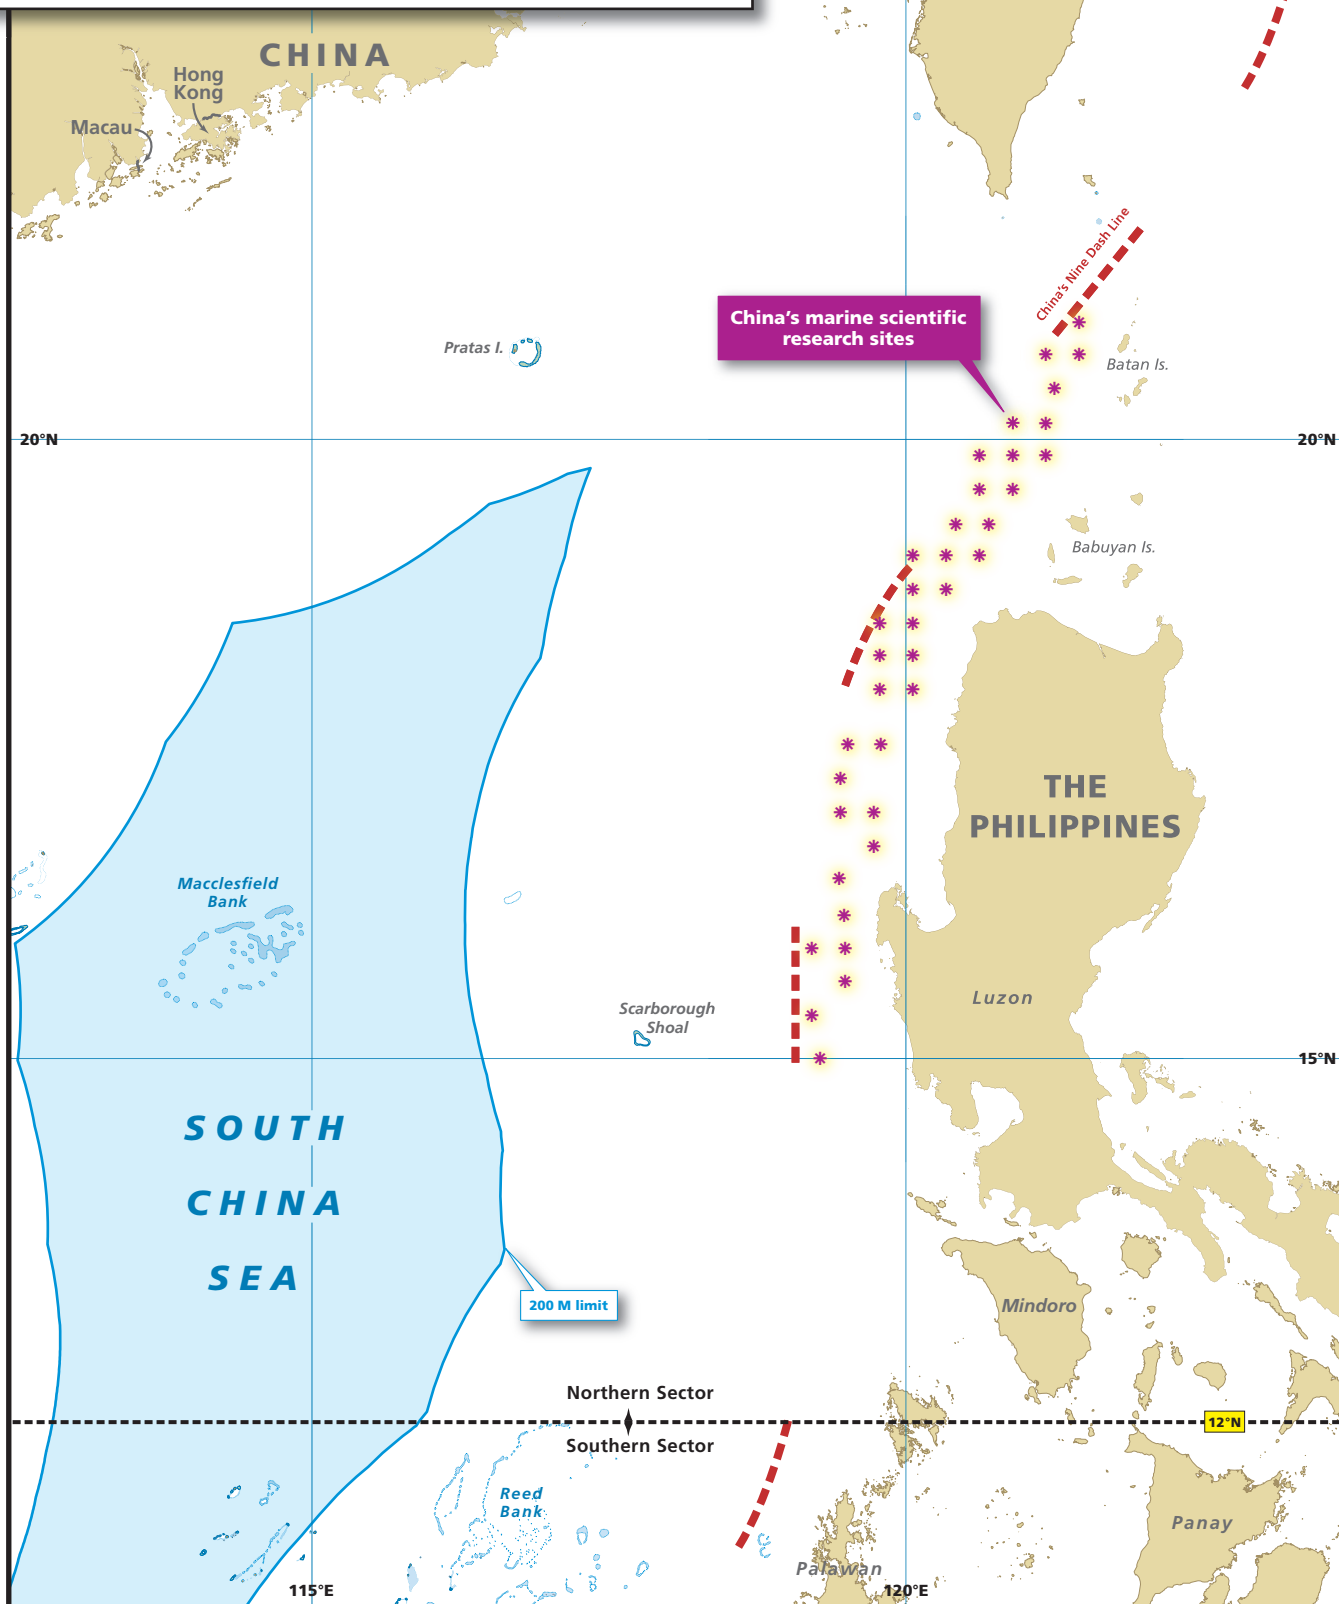 CHINA
Hong
Kong
Macau
China's Nine Dash Line
China's marine scientific
research sites
Pratas I.
Batan Is.
20°N
20°N
Babuyan Is.
THE
PHILIPPINES
Macclesfield
Bank
Luzon
Scarborough
Shoal
15°N
SOUTH
CHINA
SEA
200 M limit
Mindoro
Northern Sector
12°N
Southern Sector
Reed
Bank
Panay
Palawan
115°E
120°E